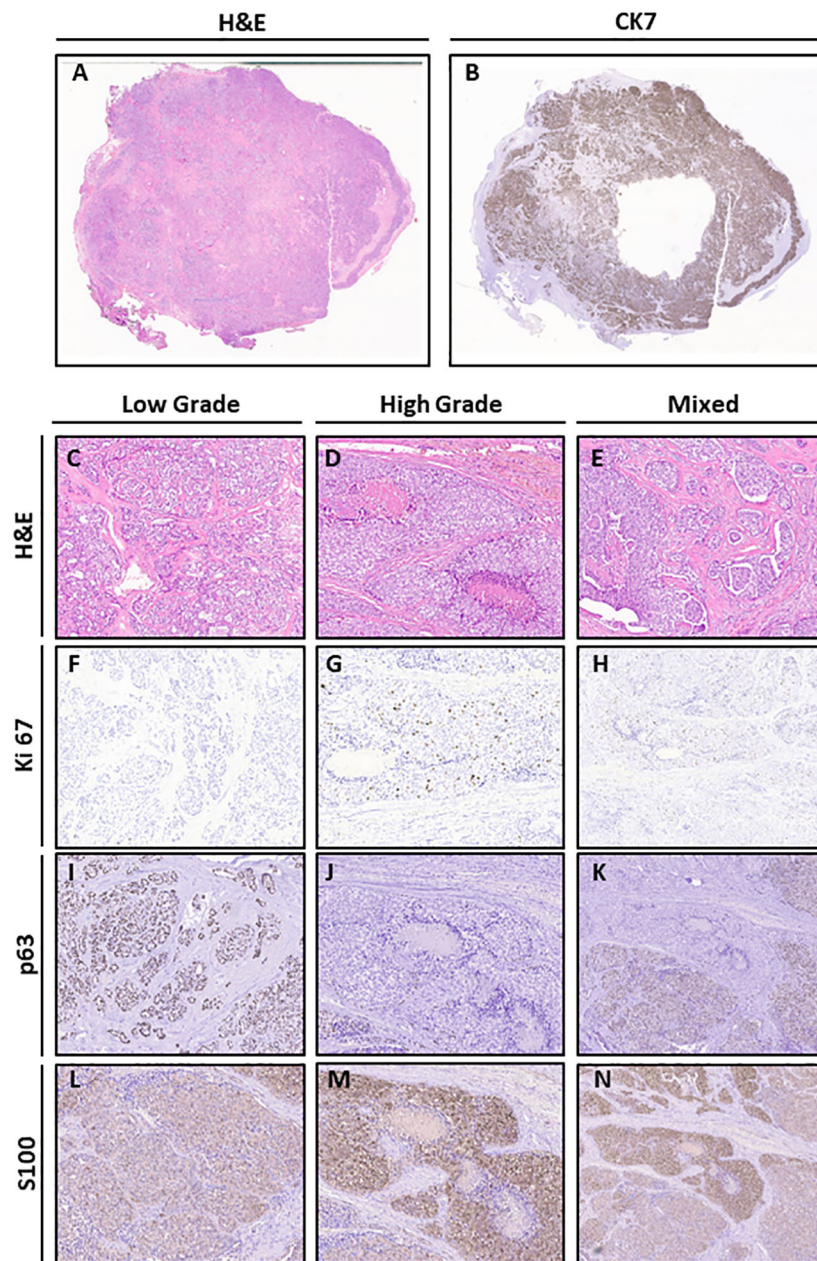 H&E CK7
A B
Low Grade High Grade Mixed
H&E C D E
Ki 67 F G H
p63 I J K
S100 L M N